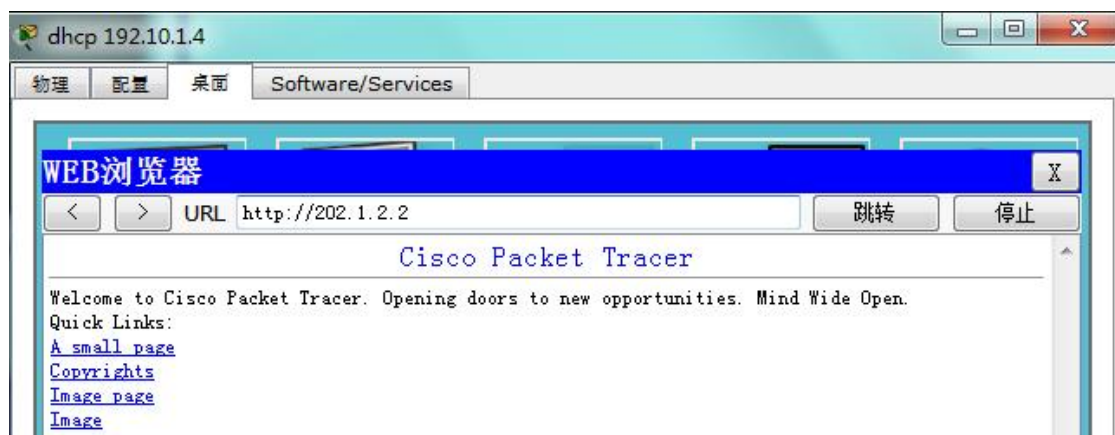 dhcp 192.10.1.4
物理 配置 桌面 Software/Services
WEB浏览器 X
< > URL http://202.1.2.2 跳转 停止
Cisco Packet Tracer
Welcome to Cisco Packet Tracer. Opening doors to new opportunities. Mind Wide Open.
Quick Links:
A small page
Copyrights
Image page
Image